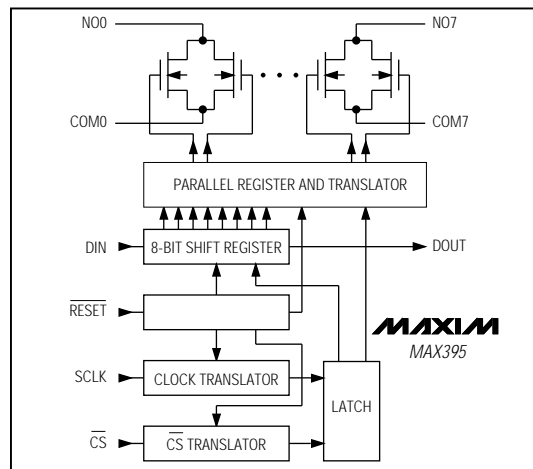 NO0 NO7
COM0 COM7
PARALLEL REGISTER AND TRANSLATOR
DIN 8-BIT SHIFT REGISTER DOUT
RESET
MAXIM
MAX395
SCLK CLOCK TRANSLATOR
LATCH
CS CS TRANSLATOR